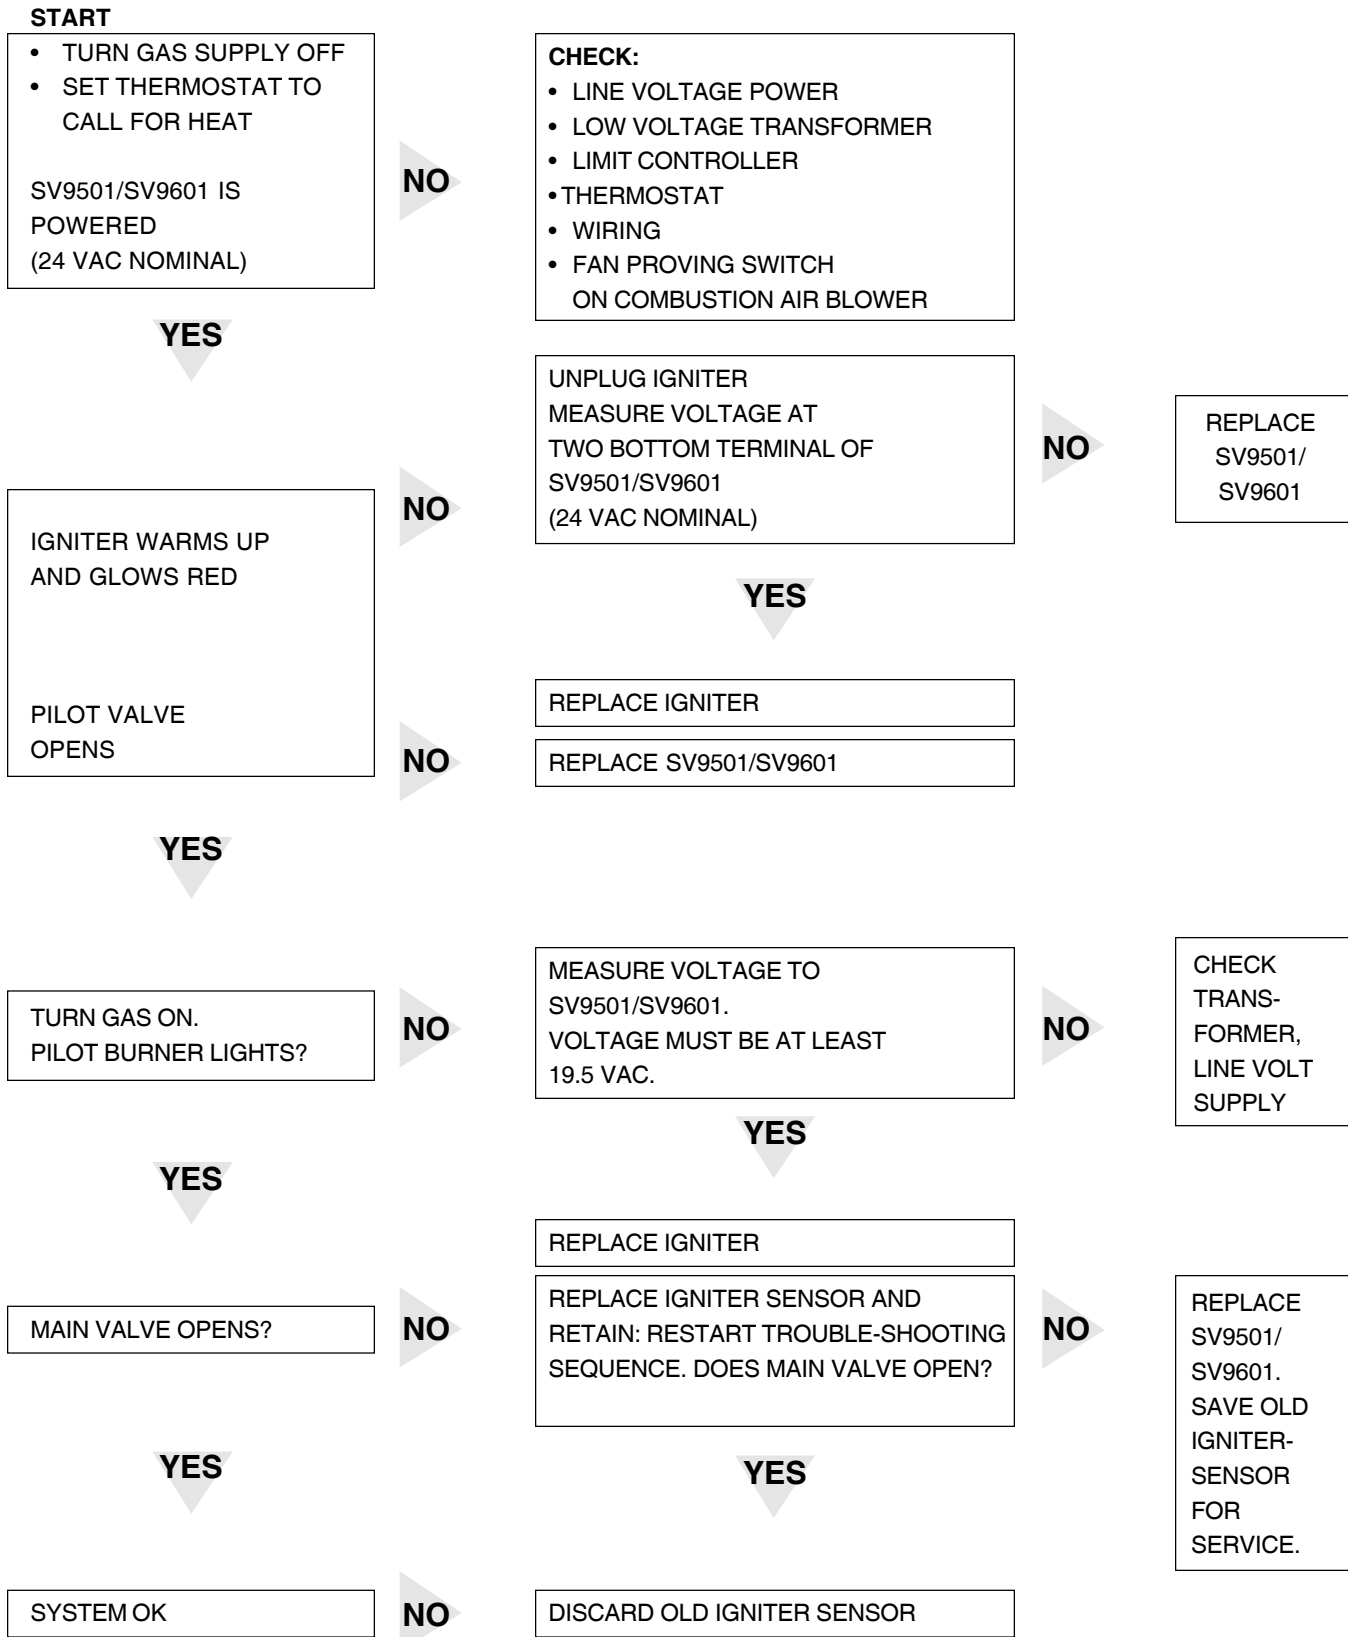 START
• TURN GAS SUPPLY OFF
• SET THERMOSTAT TO
CALL FOR HEAT
SV9501/SV9601 IS
POWERED
(24 VAC NOMINAL)
NO
CHECK:
• LINE VOLTAGE POWER
• LOW VOLTAGE TRANSFORMER
• LIMIT CONTROLLER
• THERMOSTAT
• WIRING
• FAN PROVING SWITCH
ON COMBUSTION AIR BLOWER
YES
IGNITER WARMS UP
AND GLOWS RED
NO
UNPLUG IGNITER
MEASURE VOLTAGE AT
TWO BOTTOM TERMINAL OF
SV9501/SV9601
(24 VAC NOMINAL)
NO
REPLACE
SV9501/
SV9601
YES
REPLACE IGNITER
PILOT VALVE
OPENS
NO
REPLACE SV9501/SV9601
YES
TURN GAS ON.
PILOT BURNER LIGHTS?
NO
MEASURE VOLTAGE TO
SV9501/SV9601.
VOLTAGE MUST BE AT LEAST
19.5 VAC.
NO
CHECK
TRANS-
FORMER,
LINE VOLT
SUPPLY
YES
YES
REPLACE IGNITER
MAIN VALVE OPENS?
NO
REPLACE IGNITER SENSOR AND
RETAIN: RESTART TROUBLE-SHOOTING
SEQUENCE. DOES MAIN VALVE OPEN?
NO
REPLACE
SV9501/
SV9601.
SAVE OLD
IGNITER-
SENSOR
FOR
SERVICE.
YES
YES
SYSTEM OK
NO
DISCARD OLD IGNITER SENSOR